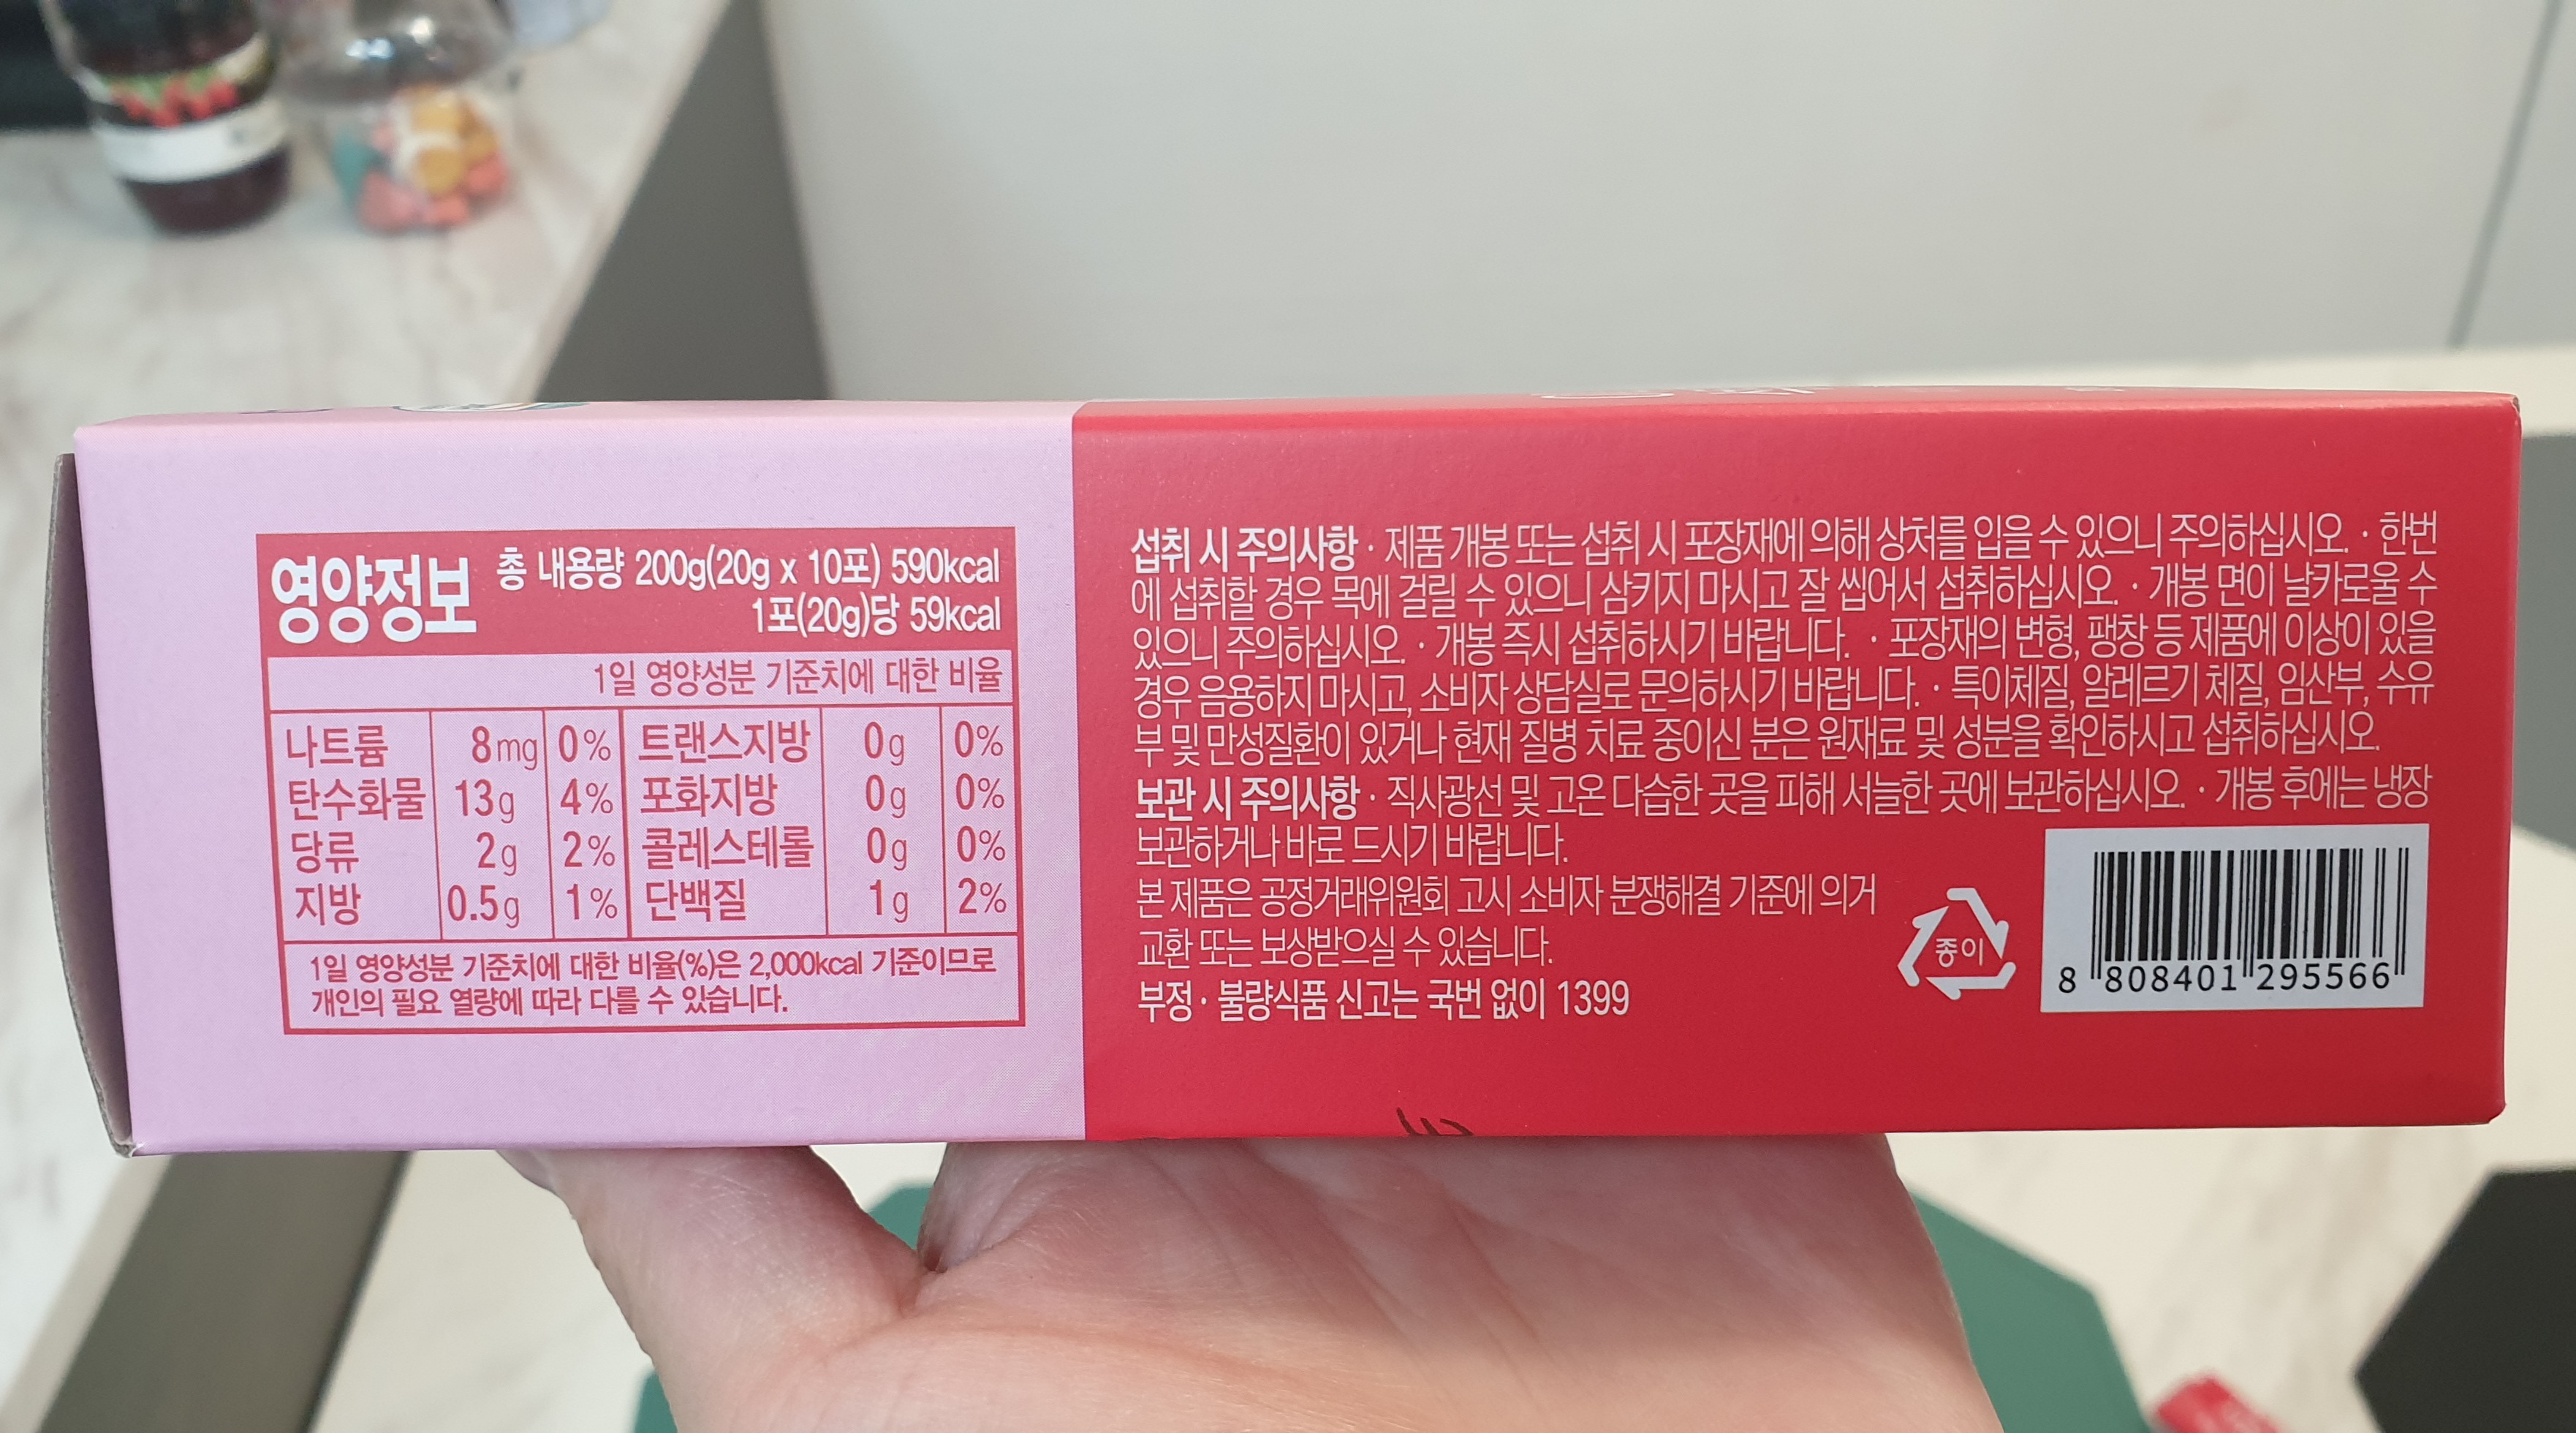 영양정보
총 내용량 200g(20g x 10포) 590kcal
1포(20g)당 59kcal
1일 영양성분 기준치에 대한 비율
나트륨 8mg 0% 트랜스지방 0g 0%
탄수화물 13g 4% 포화지방 0g 0%
당류 2g 2% 콜레스테롤 0g 0%
지방 0.5g 1% 단백질 1g 2%
1일 영양성분 기준치에 대한 비율(%)은 2,000kcal 기준이므로
개인의 필요 열량에 따라 다를 수 있습니다.
섭취 시 주의사항 · 제품 개봉 또는 섭취 시 포장재에 의해 상처를 입을 수 있으니 주의하십시오. · 한번
에 섭취할 경우 목에 걸릴 수 있으니 삼키지 마시고 잘 씹어서 섭취하십시오. · 개봉 면이 날카로울 수
있으니 주의하십시오. · 개봉 즉시 섭취하시기 바랍니다. · 포장재의 변형, 팽창 등 제품에 이상이 있을
경우 음용하지 마시고, 소비자 상담실로 문의하시기 바랍니다. · 특이체질, 알레르기 체질, 임산부, 수유
부 및 만성질환이 있거나 현재 질병 치료 중이신 분은 원재료 및 성분을 확인하시고 섭취하십시오.
보관 시 주의사항 · 직사광선 및 고온 다습한 곳을 피해 서늘한 곳에 보관하십시오. · 개봉 후에는 냉장
보관하거나 바로 드시기 바랍니다.
본 제품은 공정거래위원회 고시 소비자 분쟁해결 기준에 의거
교환 또는 보상받으실 수 있습니다.
부정 · 불량식품 신고는 국번 없이 1399
종이
8 808401 295566